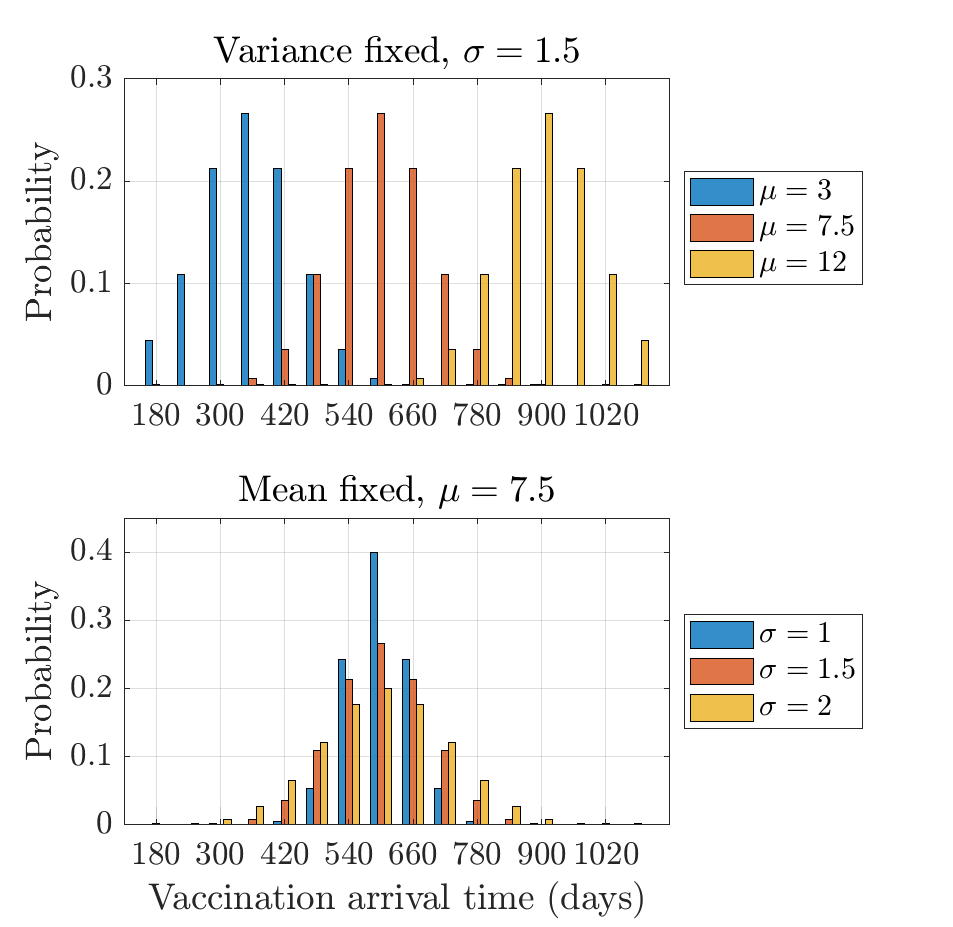 Variance fixed, σ = 1.5
Probability
0.3
0.2
0.1
0
180 300 420 540 660 780 900 1020
μ = 3
μ = 7.5
μ = 12
Mean fixed, μ = 7.5
Probability
0.4
0.3
0.2
0.1
0
180 300 420 540 660 780 900 1020
Vaccination arrival time (days)
σ = 1
σ = 1.5
σ = 2